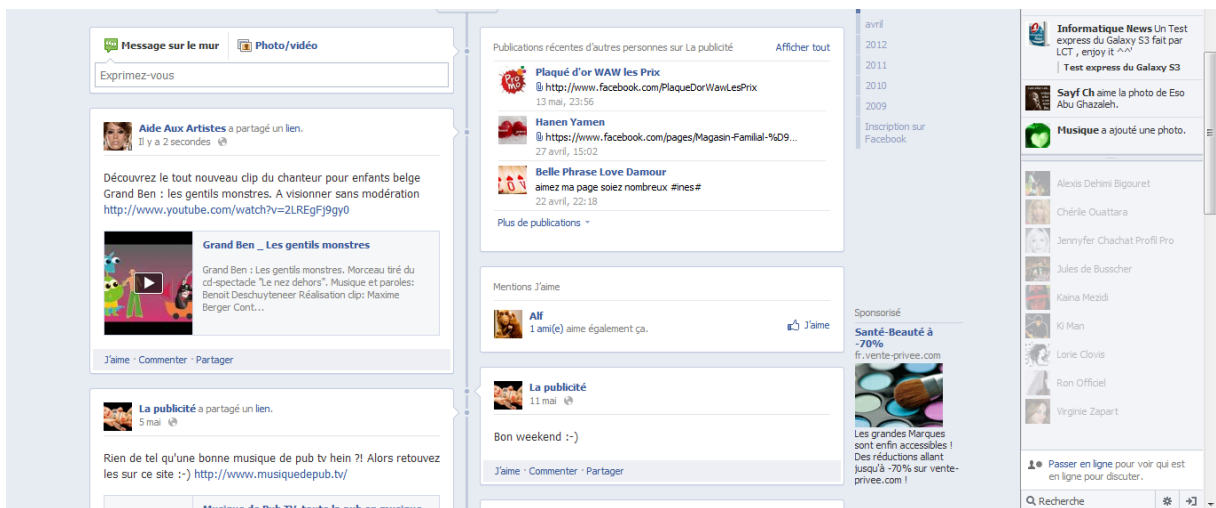 Message sur le mur
Photo/vidéo
Exprimez-vous
Aide Aux Artistes a partagé un lien.
Il y a 2 secondes
Découvrez le tout nouveau clip du chanteur pour enfants belge
Grand Ben : les gentils monstres. A visionner sans modération
http://www.youtube.com/watch?v=2LREgFj9gy0
Grand Ben _ Les gentils monstres
Grand Ben : Les gentils monstres. Morceau tiré du
cd-spectacle "Le nez dehors". Musique et paroles:
Benoit Deschuyteneer Réalisation clip: Maxime
Berger Cont...
J'aime · Commenter · Partager
La publicité a partagé un lien.
5 mai
Rien de tel qu'une bonne musique de pub tv hein ?! Alors retouvez
les sur ce site :-) http://www.musiquedepub.tv/
Musique de Pub TV, toute la pub en musique
Publications récentes d'autres personnes sur La publicité
Afficher tout
Plaqué d'or WAW les Prix
http://www.facebook.com/PlaqueDorWawLesPrix
13 mai, 23:56
Hanen Yamen
https://www.facebook.com/pages/Magasin-Familial-%D9...
27 avril, 15:02
Belle Phrase Love Damour
aimez ma page soiez nombreux #ines#
22 avril, 22:18
Plus de publications
Mentions J'aime
Alf
1 ami(e) aime également ça.
J'aime
La publicité
11 mai
Bon weekend :-)
J'aime · Commenter · Partager
avril
2012
2011
2010
2009
Inscription sur
Facebook
Sponsorisé
Santé-Beauté à
-70%
fr.vente-privee.com
Les grandes Marques
sont enfin accessibles !
Des réductions allant
jusqu'à -70% sur vente-
privee.com !
Informatique News Un Test
express du Galaxy S3 fait par
LCT , enjoy it ^^'
Test express du Galaxy S3
Sayf Ch aime la photo de Eso
Abu Ghazaleh.
Musique a ajouté une photo.
Alexis Dehimi Bigouret
Chérile Ouattara
Jennyfer Chachat Profil Pro
Jules de Busscher
Kaina Mezidi
Ki Man
Lorie Clovis
Ron Officiel
Virginie Zapart
Passer en ligne pour voir qui est
en ligne pour discuter.
Recherche